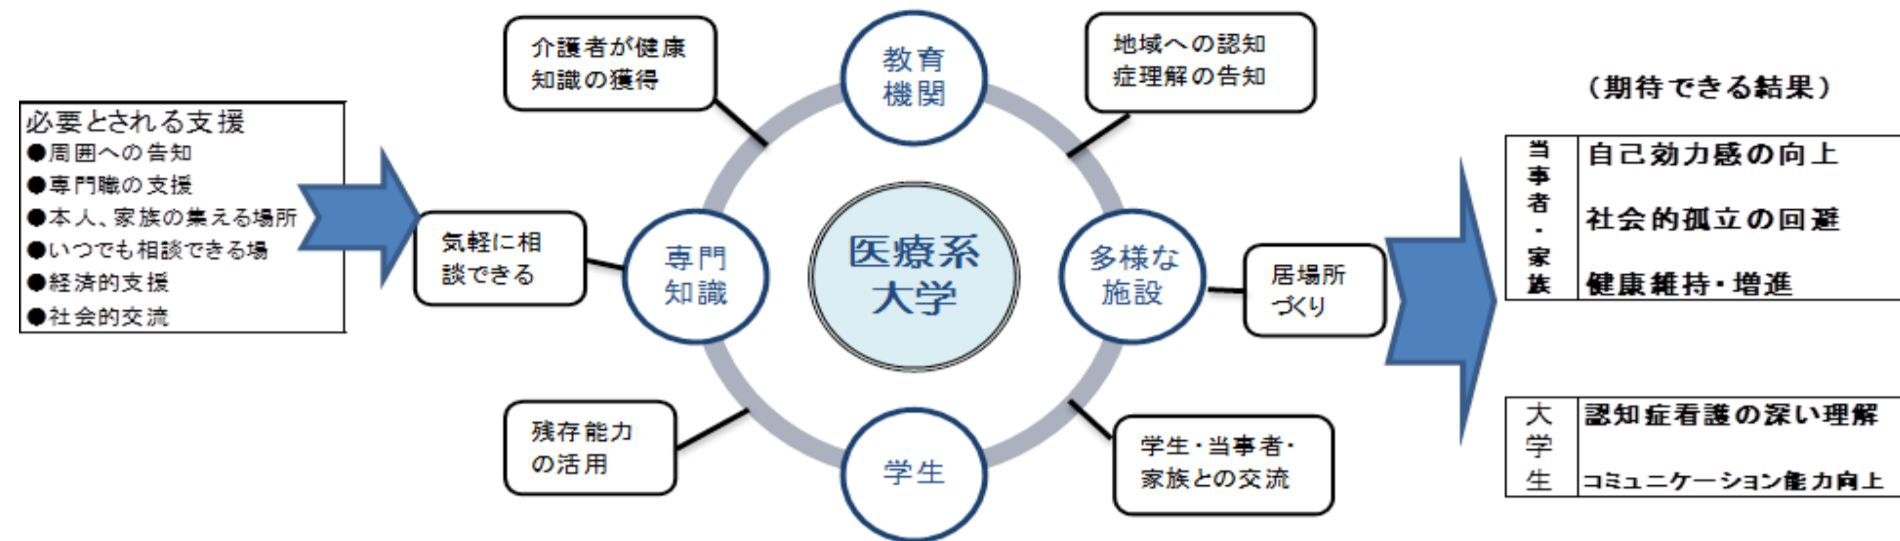 必要とされる支援
●周囲への告知
●専門職の支援
●本人、家族の集える場所
●いつでも相談できる場
●経済的支援
●社会的交流
介護者が健康
知識の獲得
気軽に相
談できる
残存能力
の活用
教育
機関
専門
知識
医療系
大学
多様な
施設
学生
地域への認知
症理解の告知
居場所
づくり
学生・当事者・
家族との交流
（期待できる結果）
当事者・家族
自己効力感の向上
社会的孤立の回避
健康維持・増進
大学生
認知症看護の深い理解
コミュニケーション能力向上